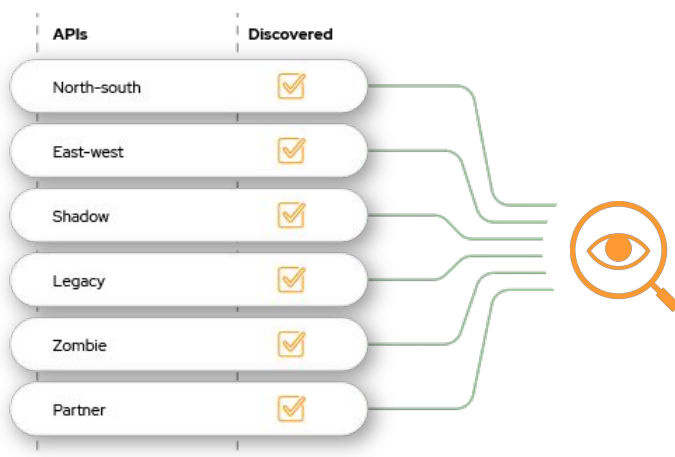 APIs Discovered
North-south
East-west
Shadow
Legacy
Zombie
Partner